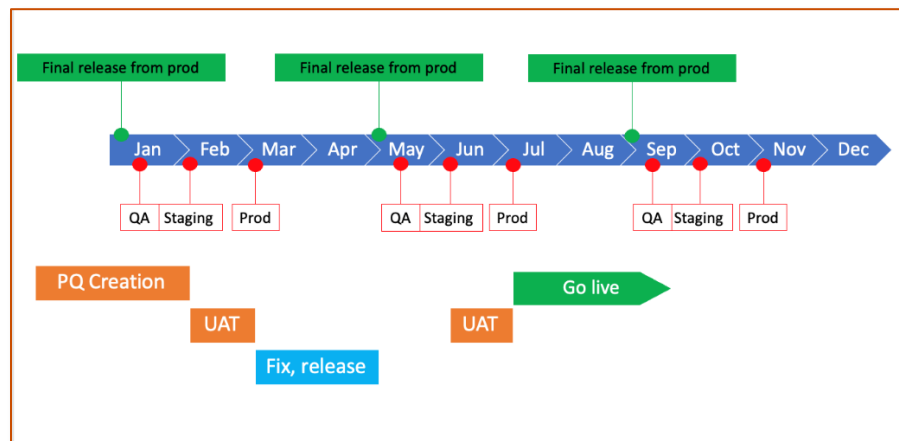 Final release from prod
Final release from prod
Final release from prod
Jan Feb Mar Apr May Jun Jul Aug Sep Oct Nov Dec
QA Staging Prod QA Staging Prod QA Staging Prod
PQ Creation
Go live
UAT
UAT
Fix, release